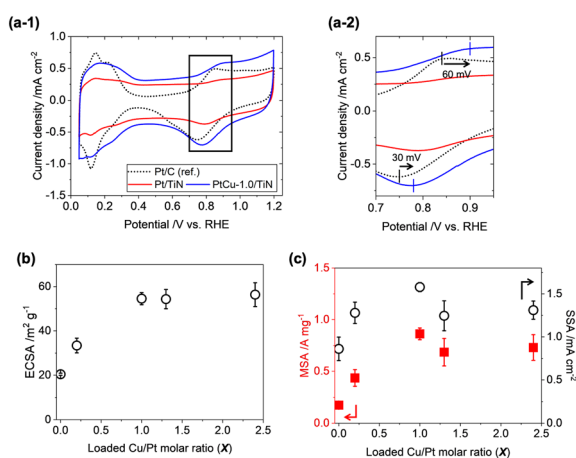 (a-1)
Current density /mA cm-2
1.0
0.5
0.0
-0.5
-1.0
-1.5
Pt/C (ref.)
Pt/TiN
PtCu-1.0/TiN
0.0 0.2 0.4 0.6 0.8 1.0 1.2
Potential /V vs. RHE
(a-2)
Current density /mA cm-2
0.5
0.0
-0.5
60 mV
30 mV
0.7 0.8 0.9
Potential /V vs. RHE
(b)
ECSA /m2 g-1
80
60
40
20
0
0.0 0.5 1.0 1.5 2.0 2.5
Loaded Cu/Pt molar ratio (X)
(c)
MSA /A mg-1
1.5
1.0
0.5
0.0
SSA /mA cm-2
1.5
1.0
0.5
0.0
0.0 0.5 1.0 1.5 2.0 2.5
Loaded Cu/Pt molar ratio (X)